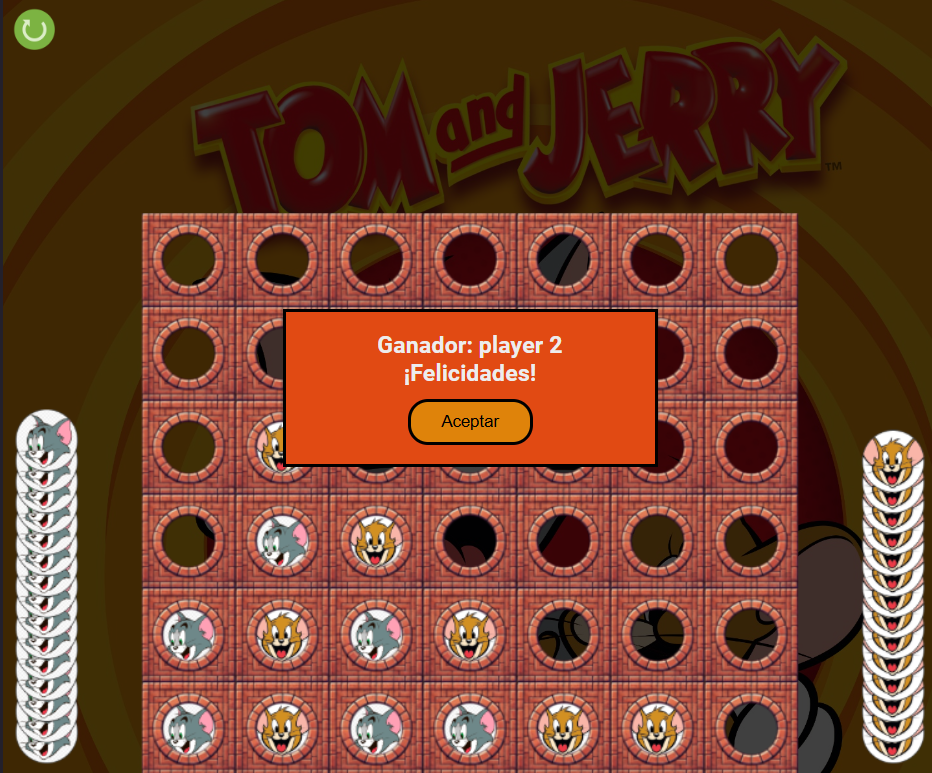 TOM and JERRY
TM
Ganador: player 2
¡Felicidades!
Aceptar